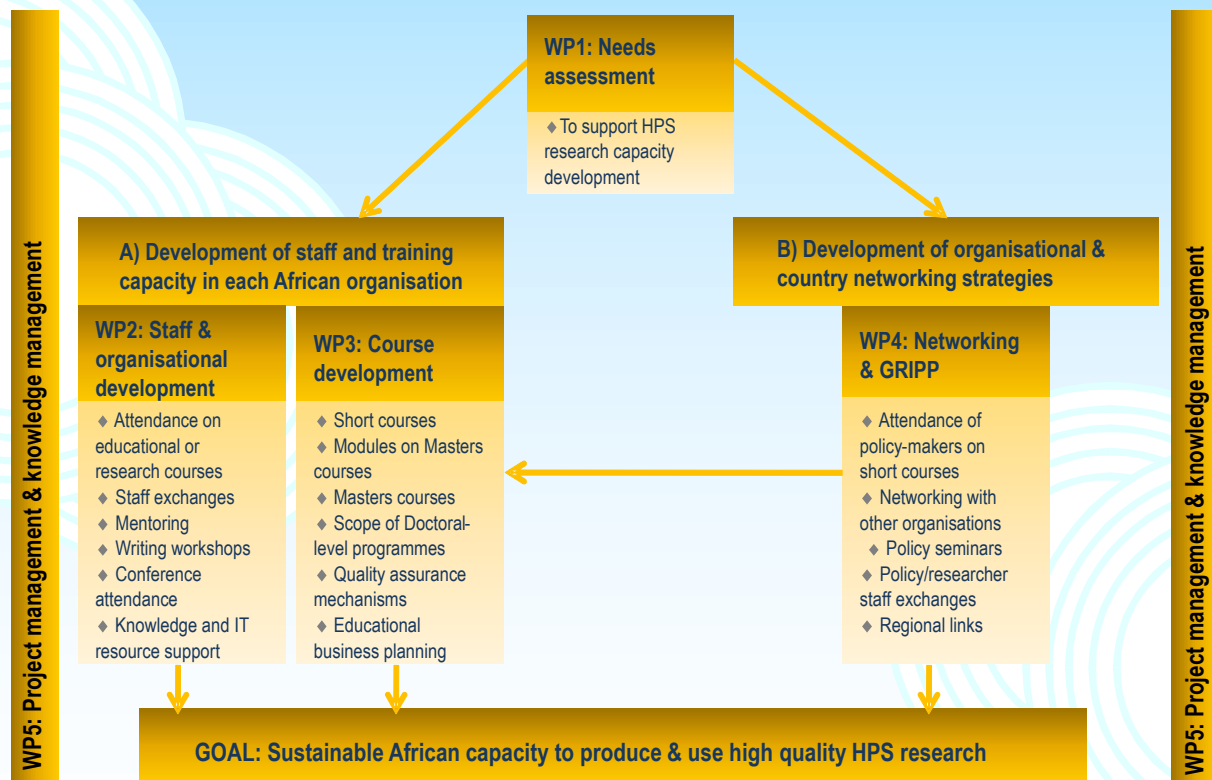 WP5: Project management & knowledge management
WP1: Needs
assessment
♦ To support HPS
research capacity
development
A) Development of staff and training
capacity in each African organisation
B) Development of organisational &
country networking strategies
WP2: Staff &
organisational
development
♦ Attendance on
educational or
research courses
♦ Staff exchanges
♦ Mentoring
♦ Writing workshops
♦ Conference
attendance
♦ Knowledge and IT
resource support
WP3: Course
development
♦ Short courses
♦ Modules on Masters
courses
♦ Masters courses
♦ Scope of Doctoral-
level programmes
♦ Quality assurance
mechanisms
♦ Educational
business planning
WP4: Networking
& GRIPP
♦ Attendance of
policy-makers on
short courses
♦ Networking with
other organisations
♦ Policy seminars
♦ Policy/researcher
staff exchanges
♦ Regional links
GOAL: Sustainable African capacity to produce & use high quality HPS research
WP5: Project management & knowledge management